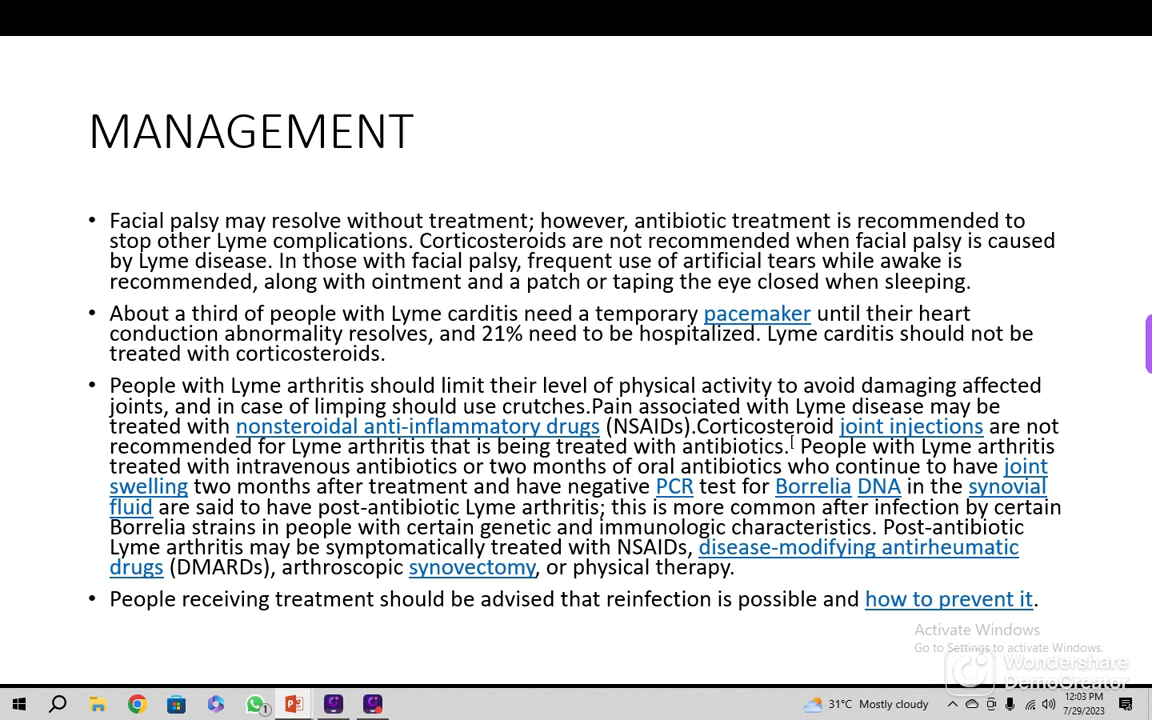 MANAGEMENT
• Facial palsy may resolve without treatment; however, antibiotic treatment is recommended to
stop other Lyme complications. Corticosteroids are not recommended when facial palsy is caused
by Lyme disease. In those with facial palsy, frequent use of artificial tears while awake is
recommended, along with ointment and a patch or taping the eye closed when sleeping.
• About a third of people with Lyme carditis need a temporary pacemaker until their heart
conduction abnormality resolves, and 21% need to be hospitalized. Lyme carditis should not be
treated with corticosteroids.
• People with Lyme arthritis should limit their level of physical activity to avoid damaging affected
joints, and in case of limping should use crutches.Pain associated with Lyme disease may be
treated with nonsteroidal anti-inflammatory drugs (NSAIDs).Corticosteroid joint injections are not
recommended for Lyme arthritis that is being treated with antibiotics.[ People with Lyme arthritis
treated with intravenous antibiotics or two months of oral antibiotics who continue to have joint
swelling two months after treatment and have negative PCR test for Borrelia DNA in the synovial
fluid are said to have post-antibiotic Lyme arthritis; this is more common after infection by certain
Borrelia strains in people with certain genetic and immunologic characteristics. Post-antibiotic
Lyme arthritis may be symptomatically treated with NSAIDs, disease-modifying antirheumatic
drugs (DMARDs), arthroscopic synovectomy, or physical therapy.
• People receiving treatment should be advised that reinfection is possible and how to prevent it.
Activate Windows
Go to Settings to activate Windows.
Wondershare
DemoCreator
1
31°C Mostly cloudy
12:03 PM
7/29/2023